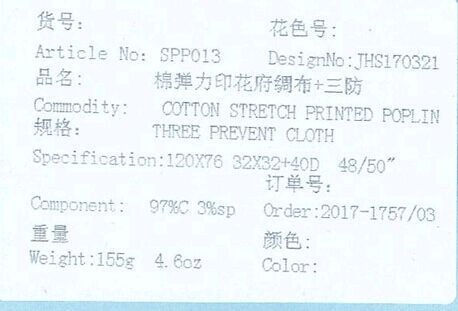 货号: 花色号:
Article No: SPP013 DesignNo:JHS170321
品名: 棉弹力印花府绸布+三防
Commodity: COTTON STRETCH PRINTED POPLIN
规格: THREE PREVENT CLOTH
Specification:120X76 32X32+40D 48/50"
订单号:
Component: 97%C 3%sp Order:2017-1757/03
重量 颜色:
Weight:155g 4.6oz Color: